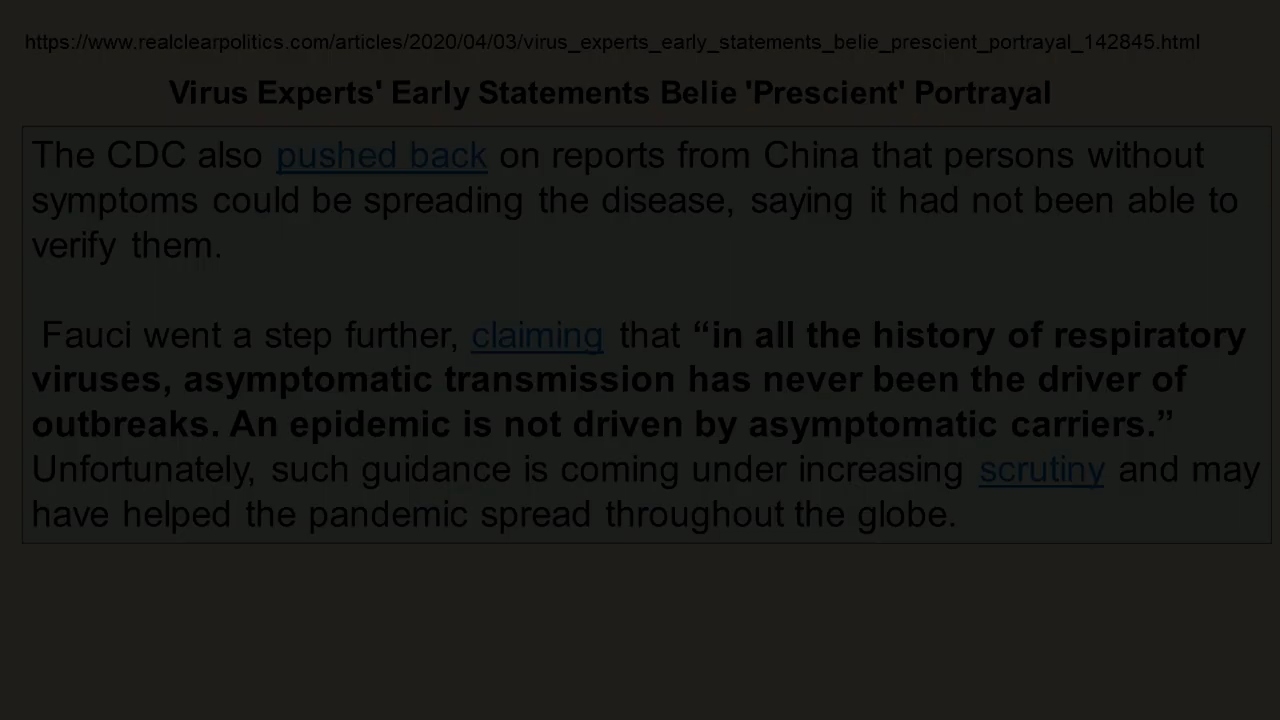 https://www.realclearpolitics.com/articles/2020/04/03/virus_experts_early_statements_belie_prescient_portrayal_142845.html
Virus Experts' Early Statements Belie 'Prescient' Portrayal
The CDC also pushed back on reports from China that persons without
symptoms could be spreading the disease, saying it had not been able to
verify them.
Fauci went a step further, claiming that “in all the history of respiratory
viruses, asymptomatic transmission has never been the driver of
outbreaks. An epidemic is not driven by asymptomatic carriers.”
Unfortunately, such guidance is coming under increasing scrutiny and may
have helped the pandemic spread throughout the globe.